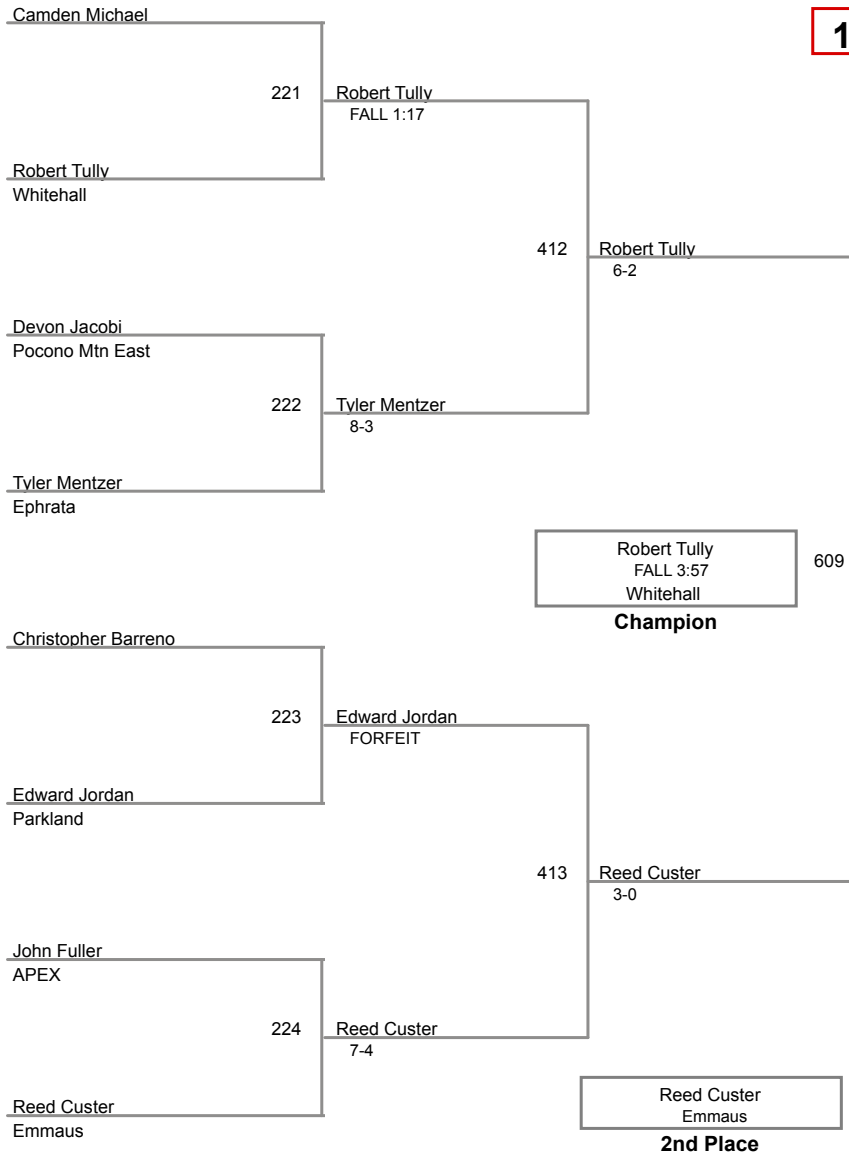 Camden Michael
1
221
Robert Tully
FALL 1:17
Robert Tully
Whitehall
412
Robert Tully
6-2
Devon Jacobi
Pocono Mtn East
222
Tyler Mentzer
8-3
Tyler Mentzer
Ephrata
Robert Tully
FALL 3:57
Whitehall
609
Champion
Christopher Barreno
223
Edward Jordan
FORFEIT
Edward Jordan
Parkland
413
Reed Custer
3-0
John Fuller
APEX
224
Reed Custer
7-4
Reed Custer
Emmaus
Reed Custer
Emmaus
2nd Place